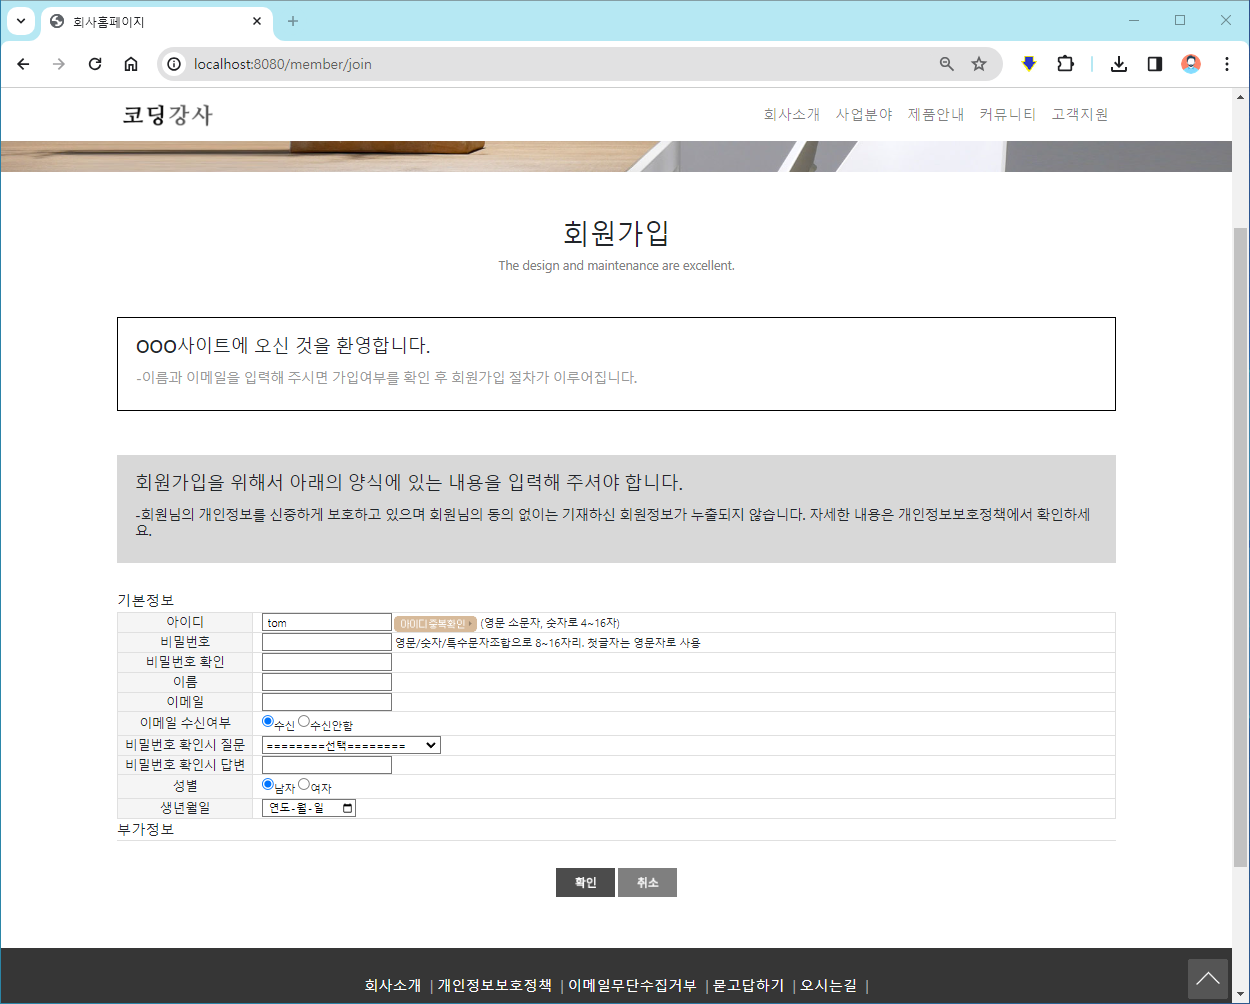 회사홈페이지
localhost:8080/member/join
코딩강사
회사소개 사업분야 제품안내 커뮤니티 고객지원
회원가입
The design and maintenance are excellent.
OOO사이트에 오신 것을 환영합니다.
-이름과 이메일을 입력해 주시면 가입여부를 확인 후 회원가입 절차가 이루어집니다.
회원가입을 위해서 아래의 양식에 있는 내용을 입력해 주셔야 합니다.
-회원님의 개인정보를 신중하게 보호하고 있으며 회원님의 동의 없이는 기재하신 회원정보가 누출되지 않습니다. 자세한 내용은 개인정보보호정책에서 확인하세
요.
기본정보
아이디 tom 아이디중복확인 (영문 소문자, 숫자로 4~16자)
비밀번호 영문/숫자/특수문자조합으로 8~16자리. 첫글자는 영문자로 사용
비밀번호 확인
이름
이메일
이메일 수신여부 수신 수신안함
비밀번호 확인시 질문 ========선택========
비밀번호 확인시 답변
성별 남자 여자
생년월일 연도-월-일
부가정보
확인 취소
회사소개 | 개인정보보호정책 | 이메일무단수집거부 | 묻고답하기 | 오시는길 |